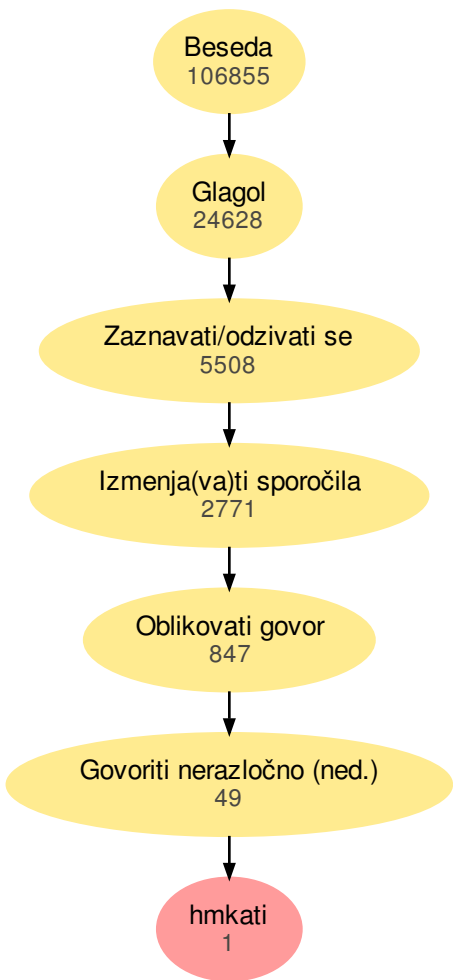 Beseda
106855
Glagol
24628
Zaznavati/odzivati se
5508
Izmenja(va)ti sporočila
2771
Oblikovati govor
847
Govoriti nerazločno (ned.)
49
hmkati
1